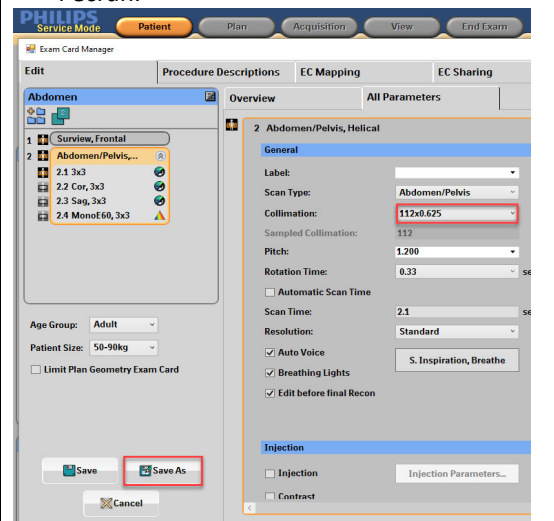 PHILIPS
Service Mode
Patient
Plan
Acquisition
View
End Exam
Exam Card Manager
Edit
Procedure Descriptions
EC Mapping
EC Sharing
Abdomen
Overview
All Parameters
1 Surview, Frontal
2 Abdomen/Pelvis,...
2.1 3x3
2.2 Cor, 3x3
2.3 Sag, 3x3
2.4 MonoE60, 3x3
Age Group: Adult
Patient Size: 50-90kg
Limit Plan Geometry Exam Card
Save
Save As
Cancel
2 Abdomen/Pelvis, Helical
General
Label:
Scan Type: Abdomen/Pelvis
Collimation: 112x0.625
Sampled Collimation: 112
Pitch: 1.200
Rotation Time: 0.33 se
Automatic Scan Time
Scan Time: 2.1 se
Resolution: Standard
Auto Voice
S. Inspiration, Breathe
Breathing Lights
Edit before final Recon
Injection
Injection
Injection Parameters...
Contrast